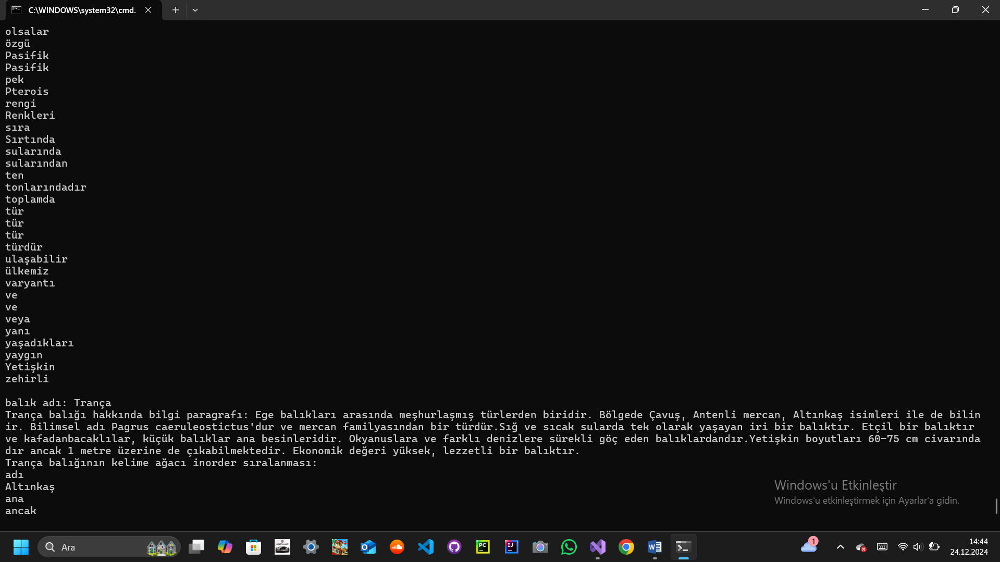 C:\WINDOWS\system32\cmd.
olsalar
özgü
Pasifik
Pasifik
pek
Pterois
rengi
Renkleri
sıra
Sırtında
sularında
sularından
ten
tonlarındadır
toplamda
tür
tür
tür
türdür
ulaşabilir
ülkemiz
varyantı
ve
ve
veya
yanı
yaşadıkları
yaygın
Yetişkin
zehirli
balık adı: Trança
Trança balığı hakkında bilgi paragrafı: Ege balıkları arasında meşhurlaşmış türlerden biridir. Bölgede Çavuş, Antenli mercan, Altınkaş isimleri ile de bilin
ir. Bilimsel adı Pagrus caeruleostictus'dur ve mercan familyasından bir türdür.Sığ ve sıcak sularda tek olarak yaşayan iri bir balıktır. Etçil bir balıktır
ve kafadanbacaklılar, küçük balıklar ana besinleridir. Okyanuslara ve farklı denizlere sürekli göç eden balıklardandır.Yetişkin boyutları 60-75 cm civarında
dır ancak 1 metre üzerine de çıkabilmektedir. Ekonomik değeri yüksek, lezzetli bir balıktır.
Trança balığının kelime ağacı inorder sıralanması:
adı
Altınkaş
ana
ancak
Windows'u Etkinleştir
Windows'u etkinleştirmek için Ayarlar'a gidin.
Ara
PC
IJ
W
1
14:44
24.12.2024